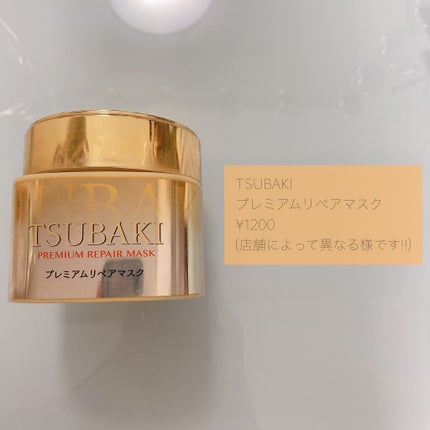 UBAK
TSUBAKI
PREMIUM REPAIR MASK
プレミアムリペアマスク
TSUBAKI
プレミアムリペアマスク
¥1200
(店舗によって異なる様です!!)